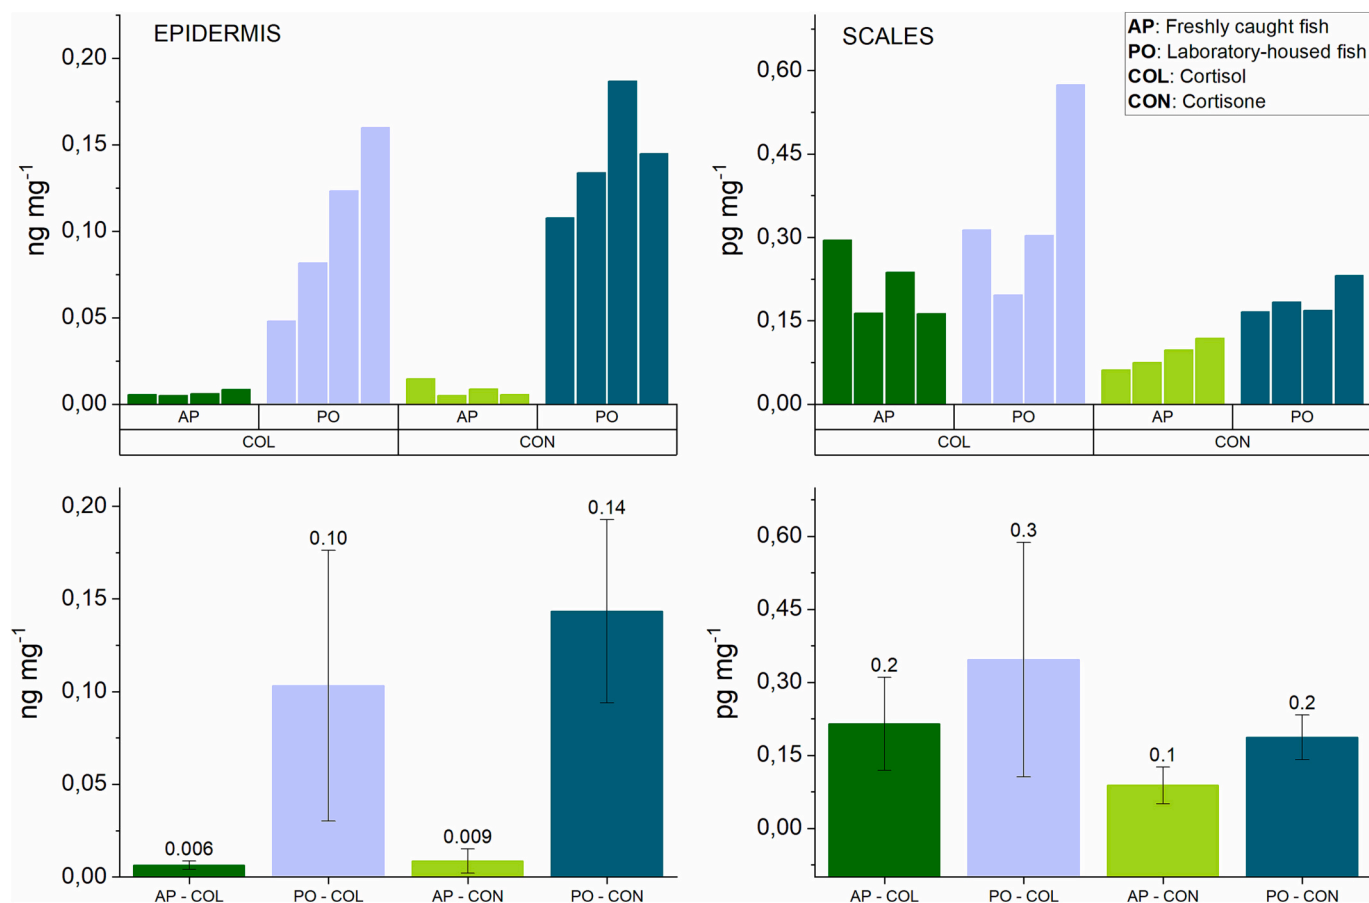 EPIDERMIS
ng mg-1
0,20
0,15
0,10
0,05
0,00
AP PO AP PO
COL CON
SCALES
AP: Freshly caught fish
PO: Laboratory-housed fish
COL: Cortisol
CON: Cortisone
pg mg-1
0,60
0,45
0,30
0,15
0,00
AP PO AP PO
COL CON
ng mg-1
0,20
0,15
0,10
0,05
0,00
0.006 0.10 0.009 0.14
AP - COL PO - COL AP - CON PO - CON
pg mg-1
0,60
0,45
0,30
0,15
0,00
0.2 0.3 0.1 0.2
AP - COL PO - COL AP - CON PO - CON